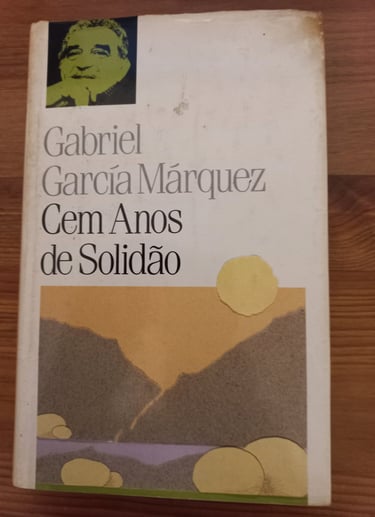 Gabriel
García Márquez
Cem Anos
de Solidão